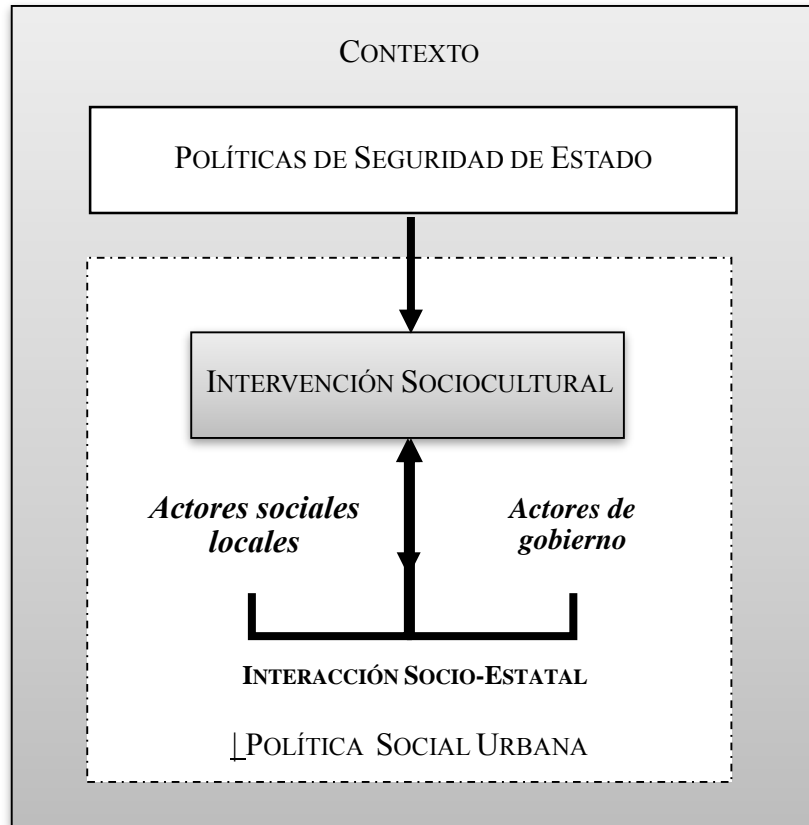 CONTEXTO
POLÍTICAS DE SEGURIDAD DE ESTADO
INTERVENCIÓN SOCIOCULTURAL
Actores sociales
locales
Actores de
gobierno
INTERACCIÓN SOCIO-ESTATAL
| POLÍTICA SOCIAL URBANA